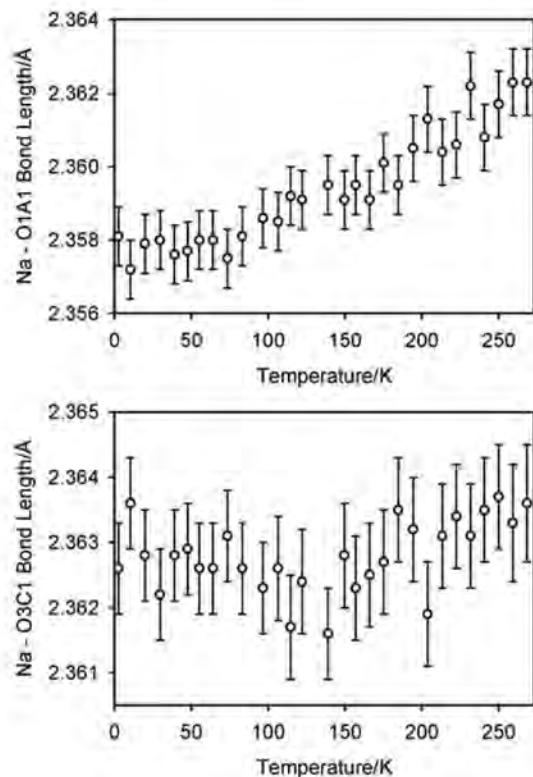 2.364
2.362
2.360
2.358
2.356
Na - O1A1 Bond Length/Å
0 50 100 150 200 250
Temperature/K
2.365
2.364
2.363
2.362
2.361
Na - O3C1 Bond Length/Å
0 50 100 150 200 250
Temperature/K